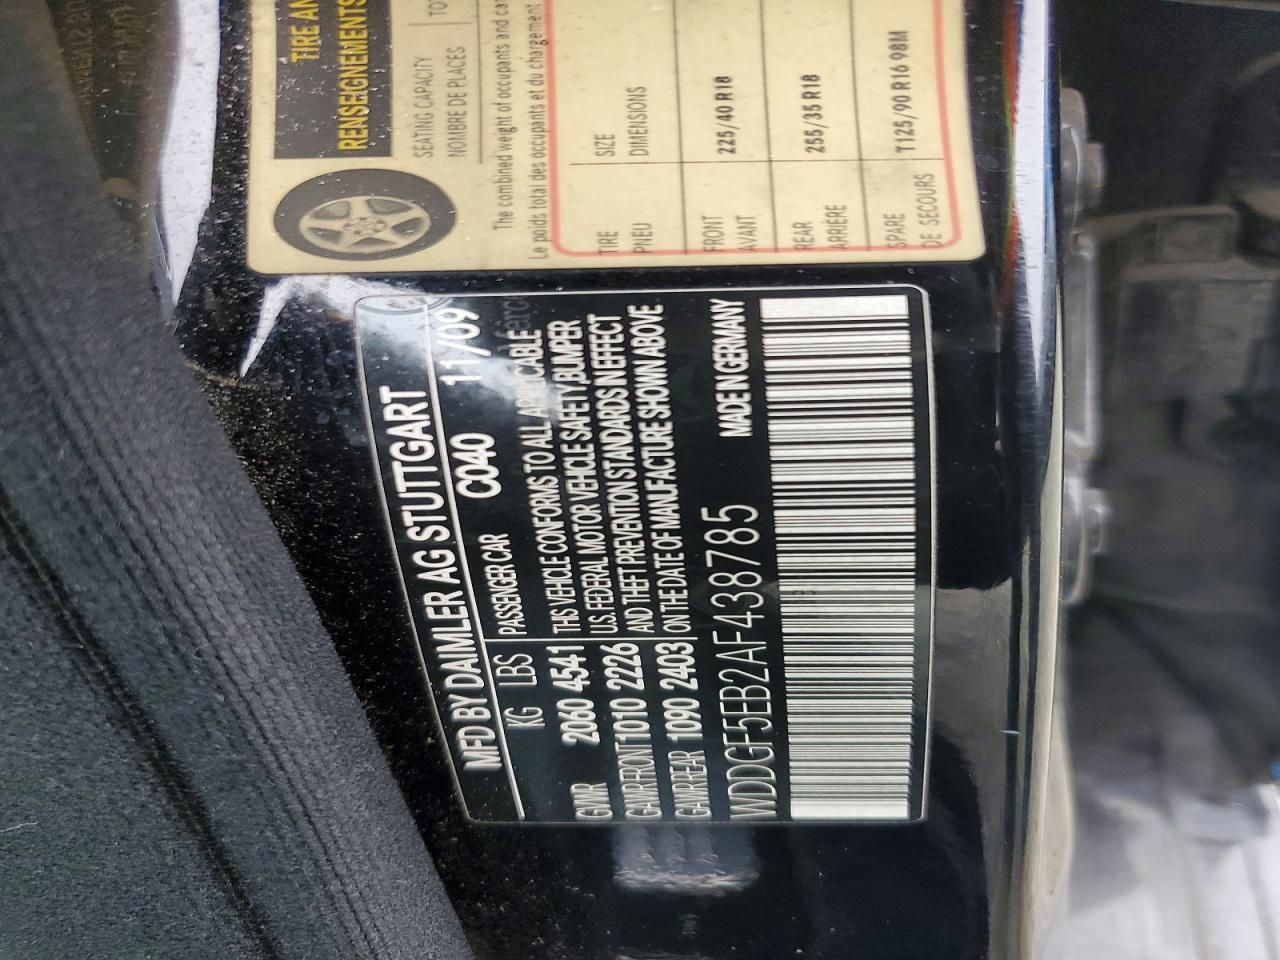 MFD BY DAIMLER AG STUTTGART
KG LBS PASSENGER CAR C040 11/09
GVWR 2060 4541 THIS VEHICLE CONFORMS TO ALL APPLICABLE
U.S. FEDERAL MOTOR VEHICLE SAFETY, BUMPER
GAWR FRONT 1010 2226 AND THEFT PREVENTION STANDARDS IN EFFECT
GAWR REAR 1090 2403 ON THE DATE OF MANUFACTURE SHOWN ABOVE
WDDGF5EB2AF438785 MADE IN GERMANY
TIRE AN
RENSEIGNEMENTS
SEATING CAPACITY TO
NOMBRE DE PLACES
The combined weight of occupants and ca
Le poids total des occupants et du chargement
TIRE SIZE
PNEU DIMENSIONS
FRONT 225/40 R18
AVANT
REAR 255/35 R18
ARRIÈRE
SPARE T125/90 R16 98M
DE SECOURS